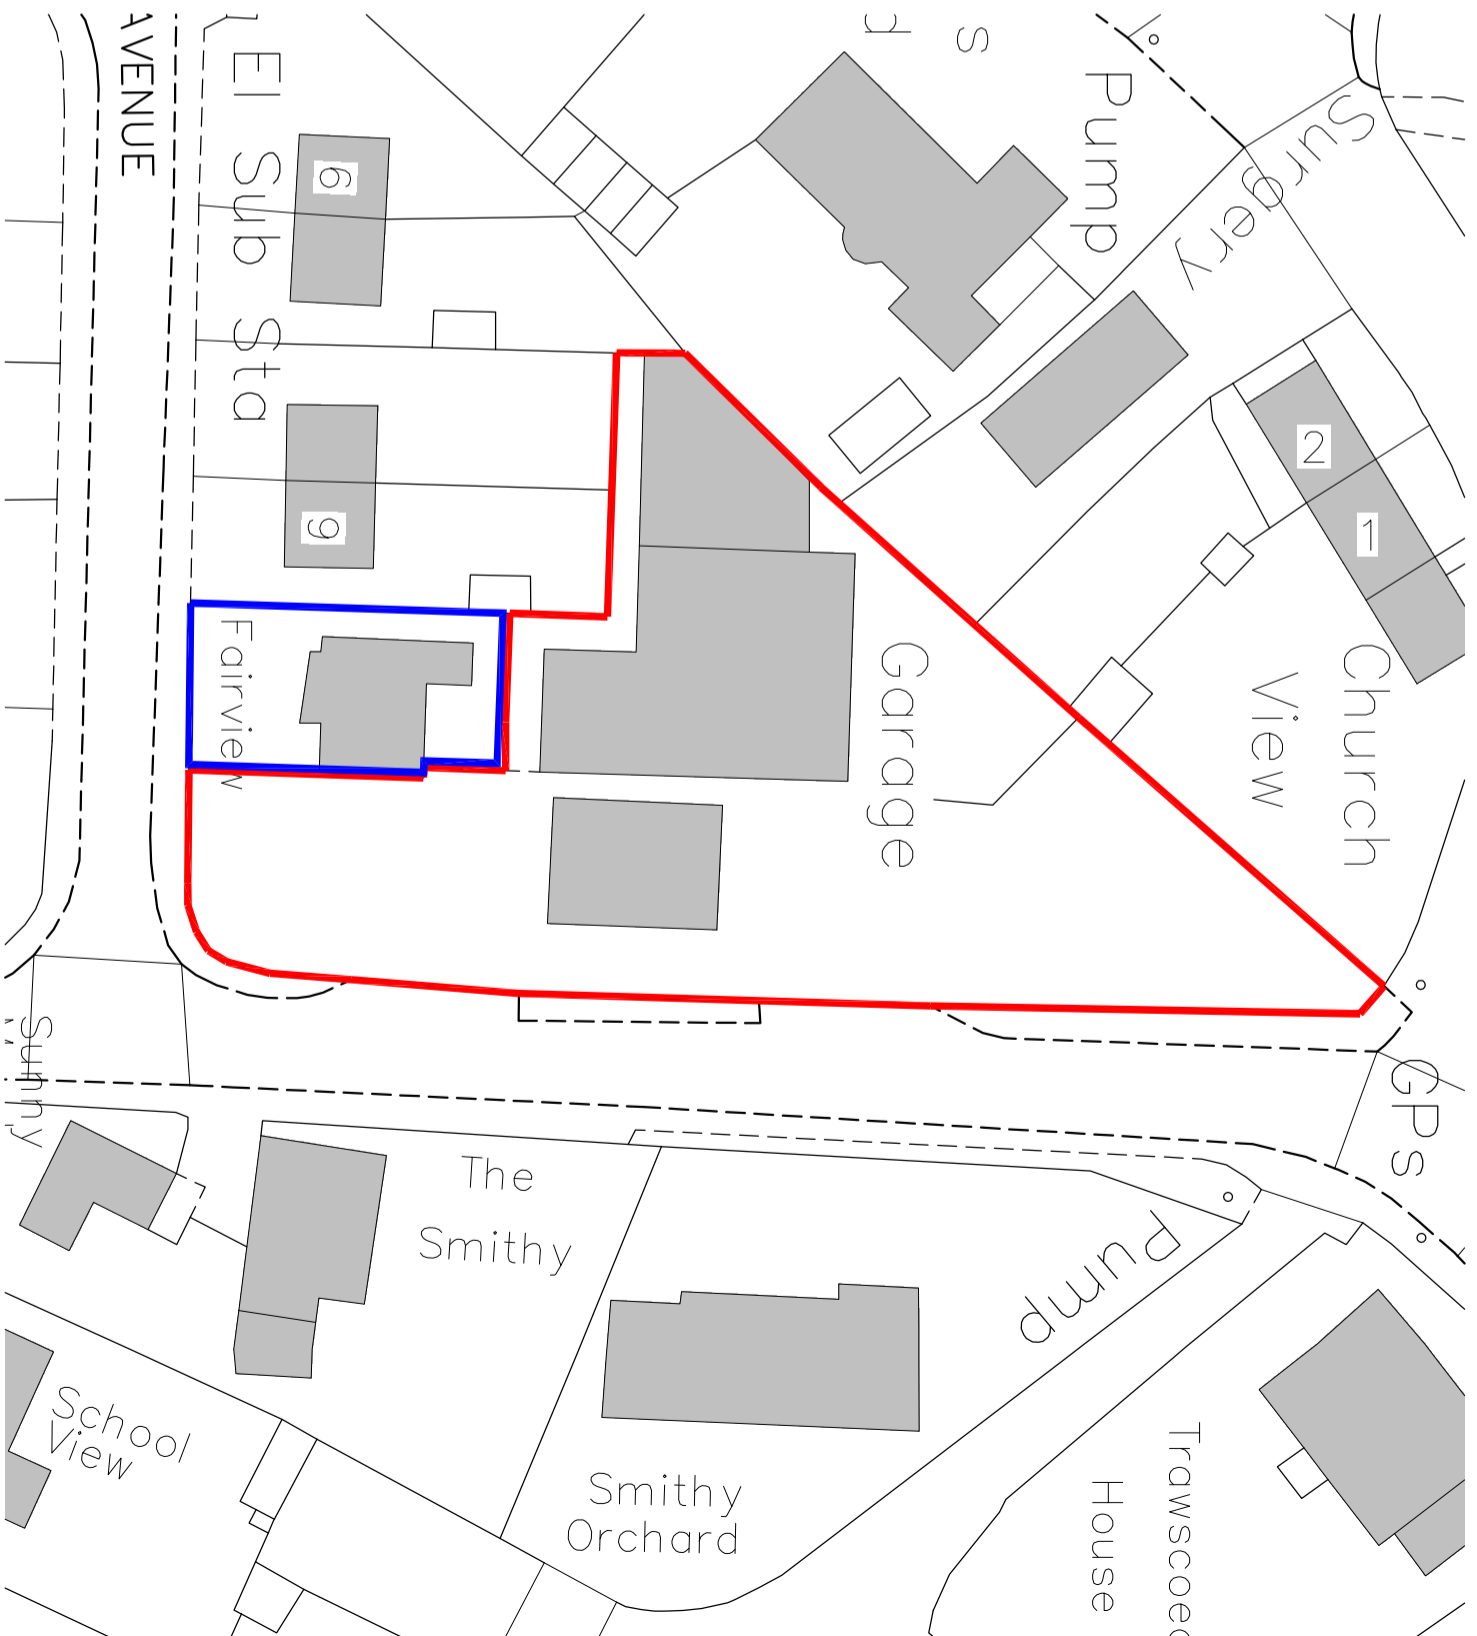 AVENUE
El Sub Sta
d
s
Pump
Surgery
6
9
2
1
Fairview
Garage
Church
View
Sunny
GPS
The
Smithy
Pump
School
View
Smithy
Orchard
House